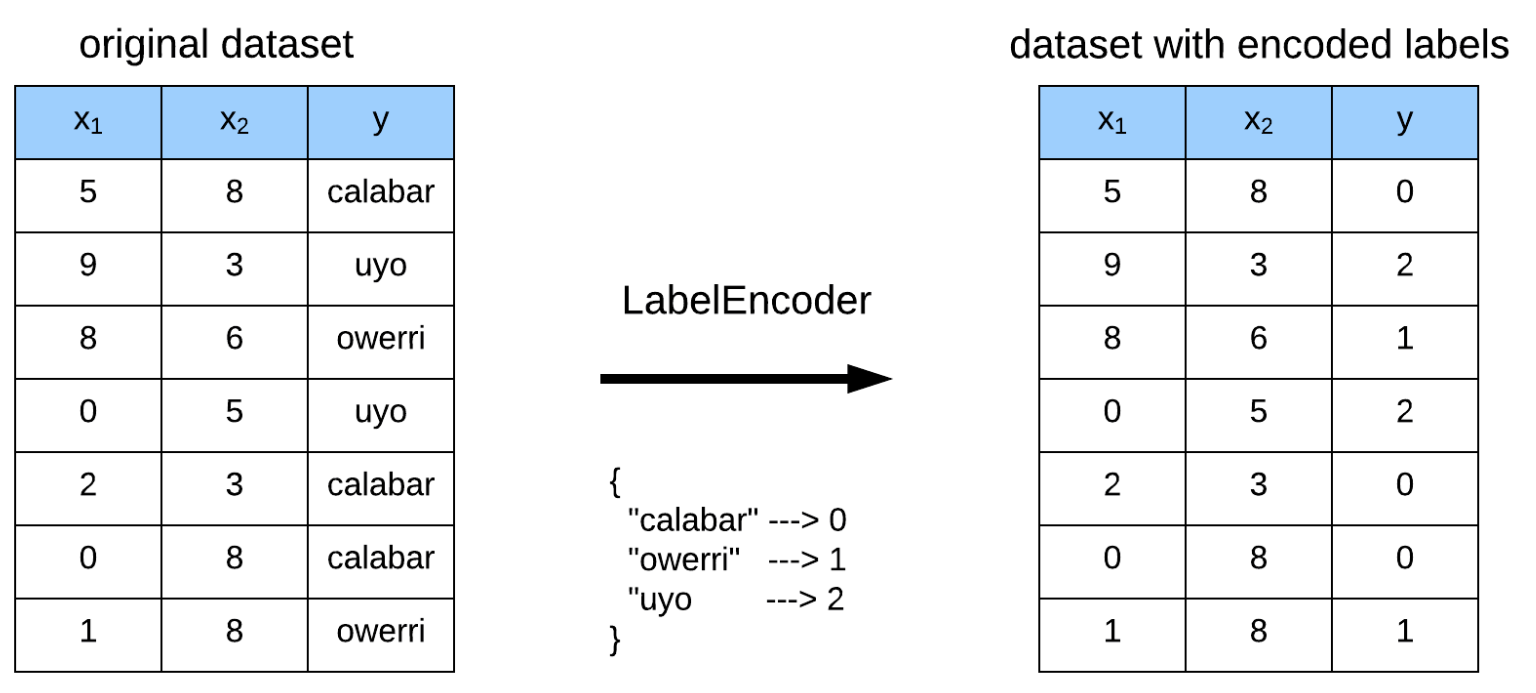 original dataset
x₁ x₂ y
5 8 calabar
9 3 uyo
8 6 owerri
0 5 uyo
2 3 calabar
0 8 calabar
1 8 owerri
LabelEncoder
{
"calabar" ---> 0
"owerri" ---> 1
"uyo ---> 2
}
dataset with encoded labels
x₁ x₂ y
5 8 0
9 3 2
8 6 1
0 5 2
2 3 0
0 8 0
1 8 1